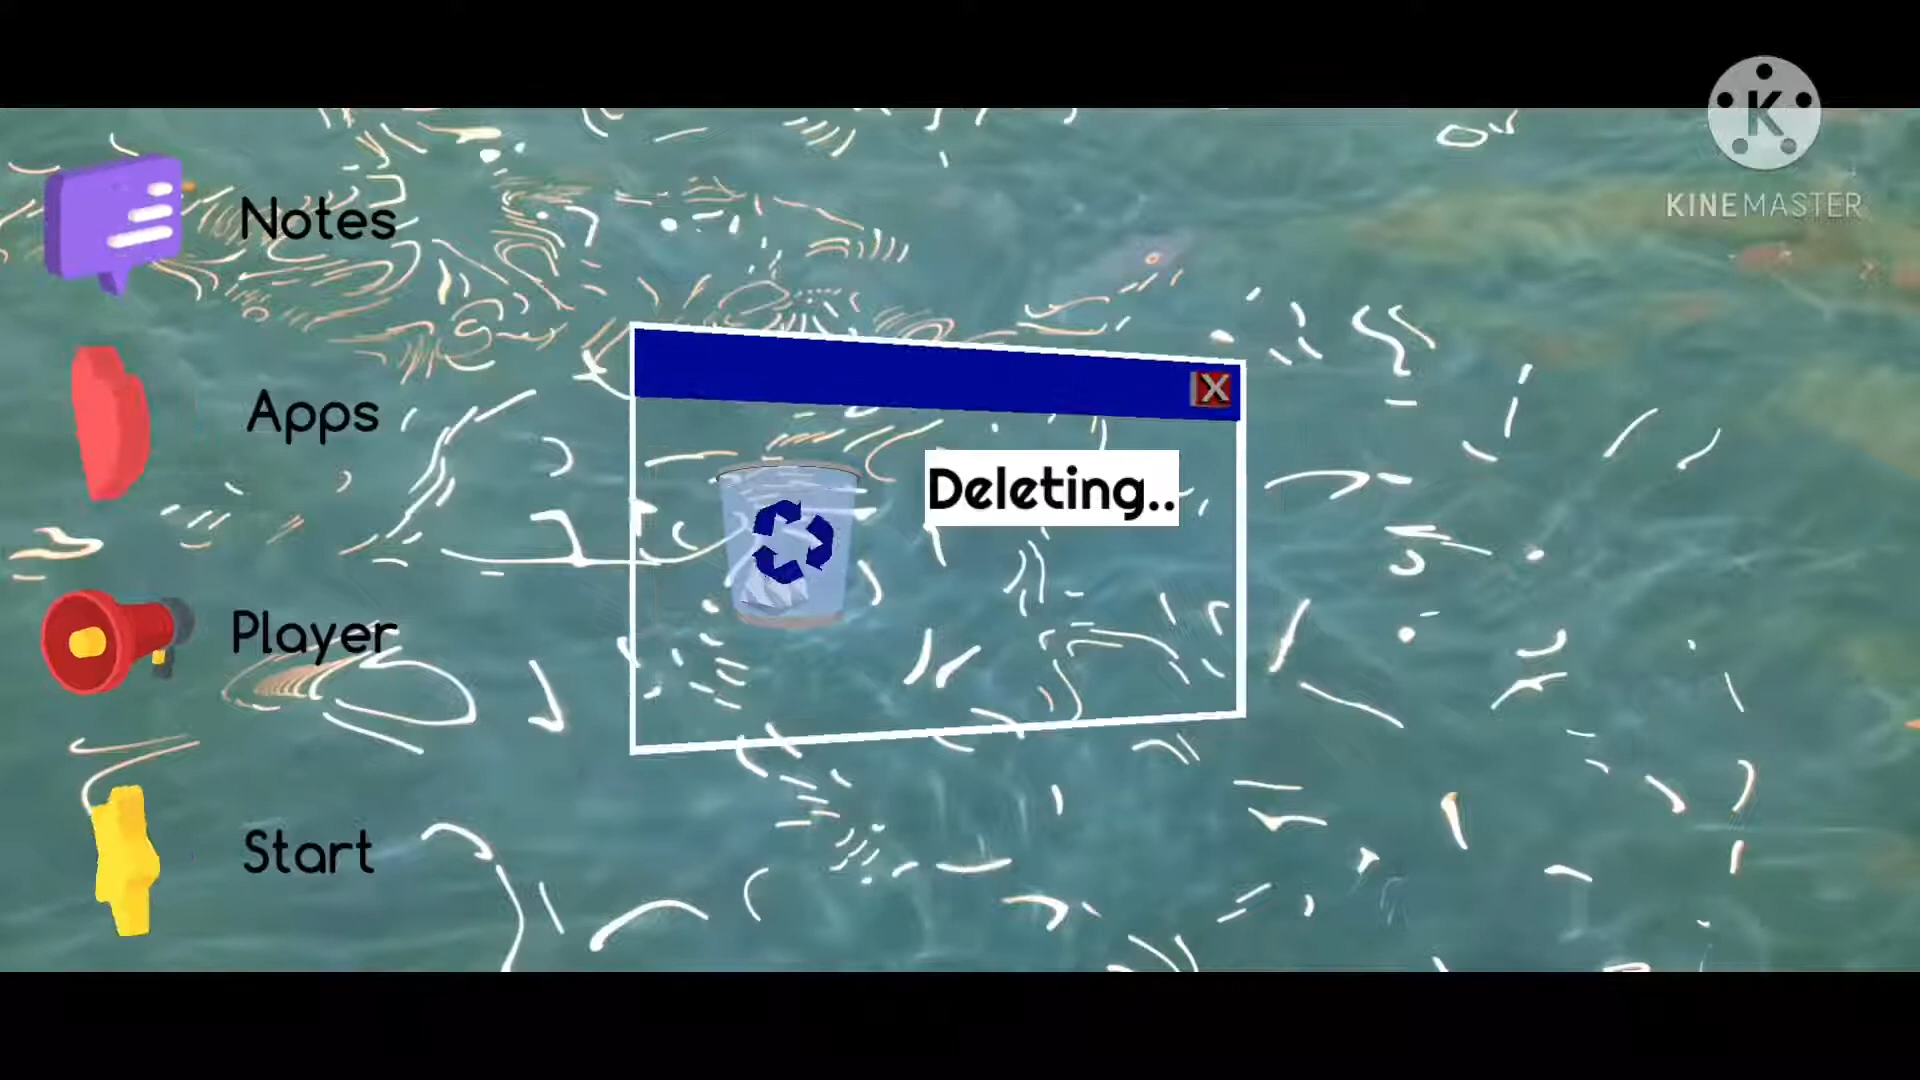 K
KINEMASTER
Notes
Apps
Player
Start
X
Deleting..